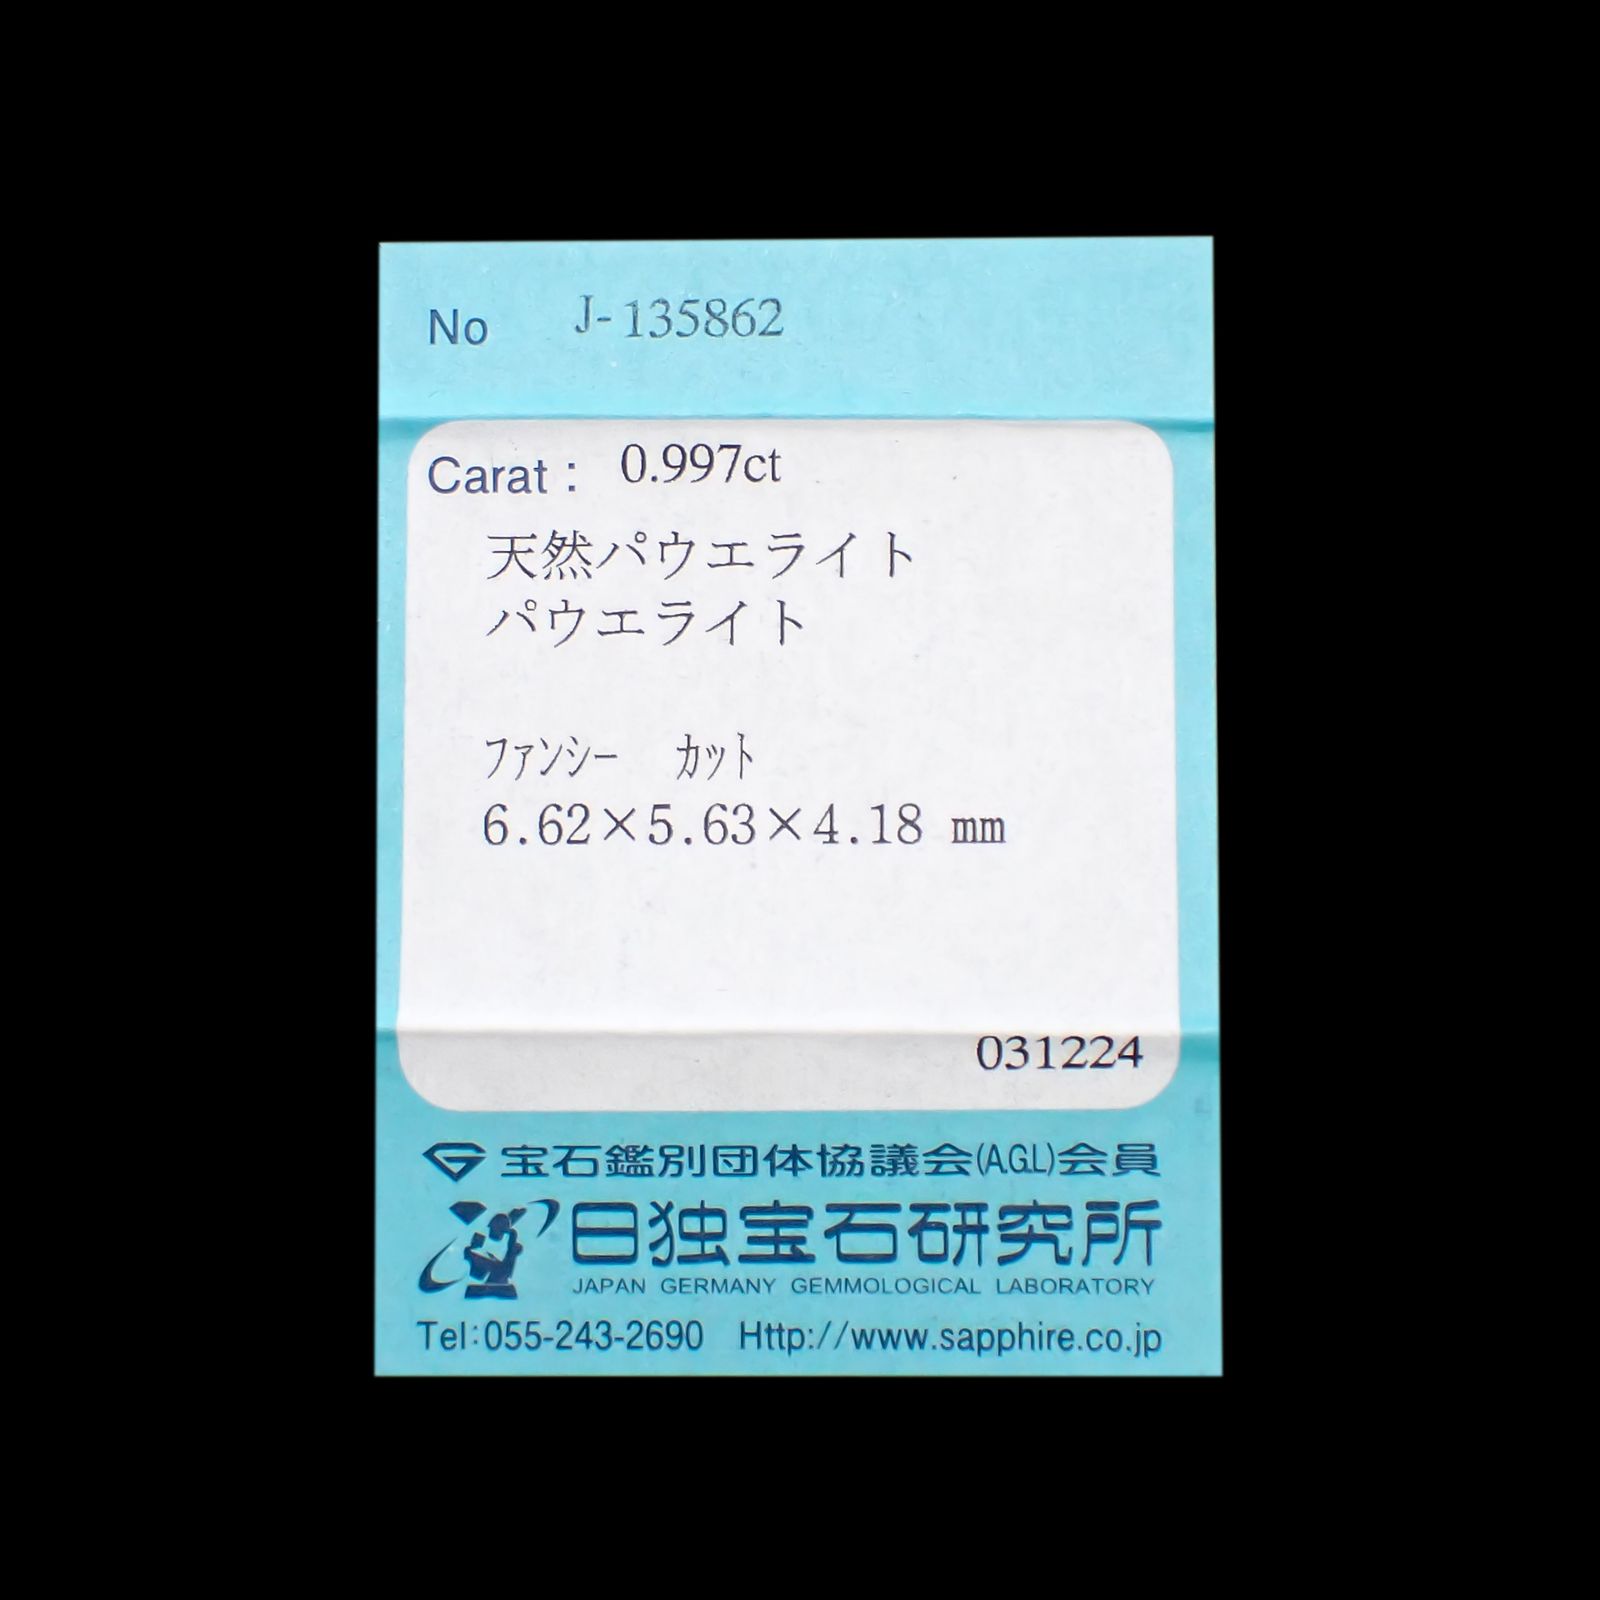 No J-135862
Carat : 0.997ct
天然パウエライト
パウエライト
ファンシー カット
6.62×5.63×4.18 mm
031224
宝石鑑別団体協議会(A.G.L)会員
日独宝石研究所
JAPAN GERMANY GEMMOLOGICAL LABORATORY
Tel:055-243-2690 Http://www.sapphire.co.jp